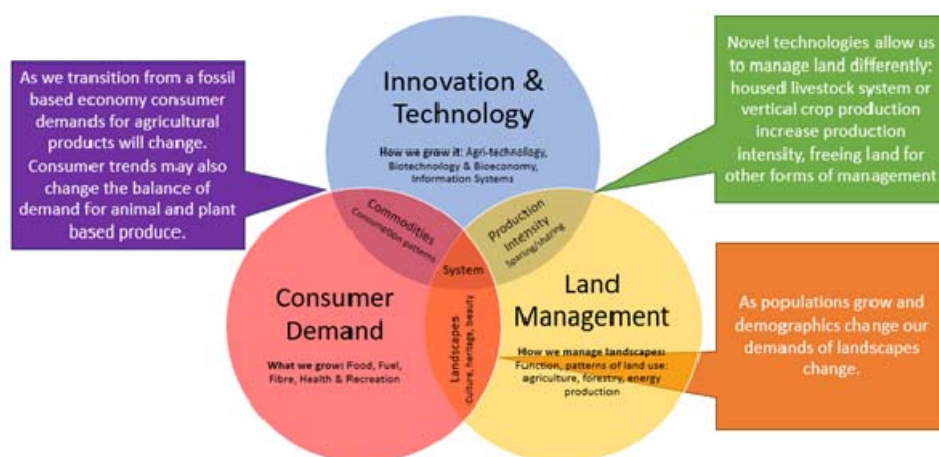 As we transition from a fossil
based economy consumer
demands for agricultural
products will change.
Consumer trends may also
change the balance of
demand for animal and plant
based produce.
Innovation &
Technology
How we grow it: Agri-technology,
Biotechnology & Bioeconomy,
Information Systems
Novel technologies allow us
to manage land differently:
housed livestock system or
vertical crop production
increase production
intensity, freeing land for
other forms of management
Commodities
Consumption patterns
Production
Intensity
Sparing/sharing
System
Consumer
Demand
What we grow: Food, Fuel,
Fibre, Health & Recreation
Landscapes
culture, heritage, beauty
Land
Management
How we manage landscapes:
Function, patterns of land use:
agriculture, forestry, energy
production
As populations grow and
demographics change our
demands of landscapes
change.